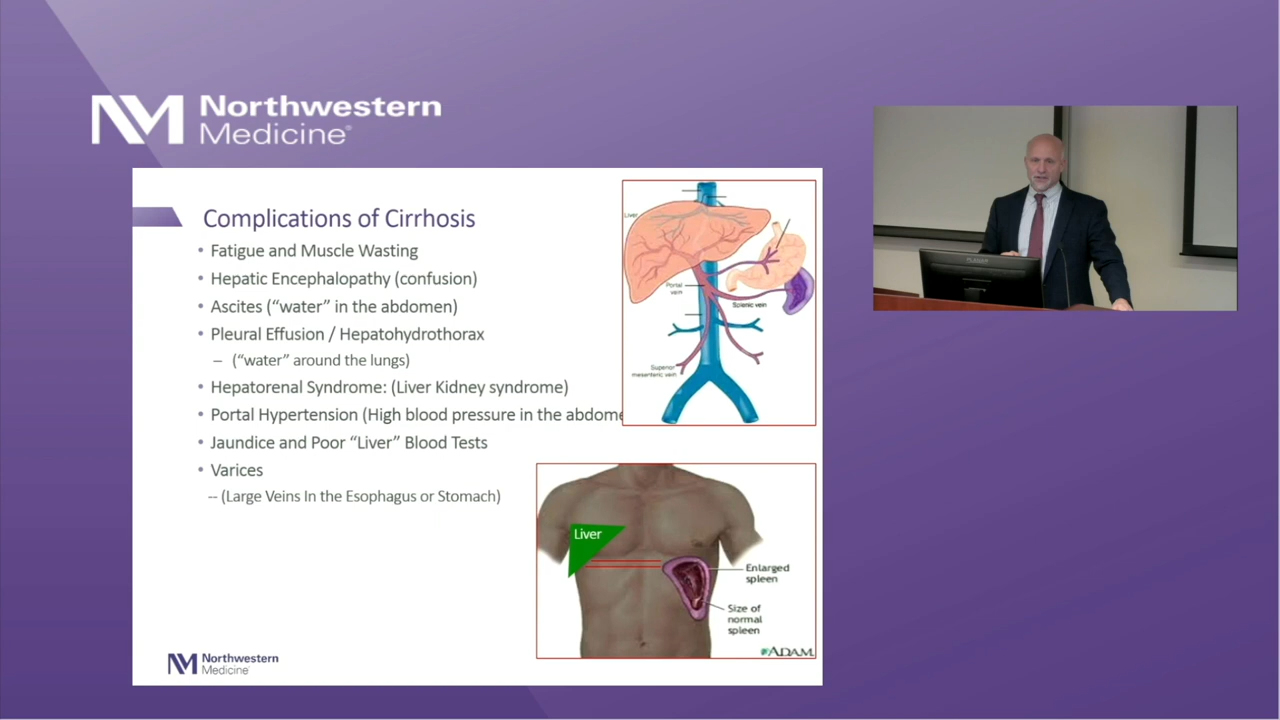 Northwestern
Medicine®
Complications of Cirrhosis
• Fatigue and Muscle Wasting
• Hepatic Encephalopathy (confusion)
• Ascites (“water” in the abdomen)
• Pleural Effusion / Hepatohydrothorax
– (“water” around the lungs)
• Hepatorenal Syndrome: (Liver Kidney syndrome)
• Portal Hypertension (High blood pressure in the abdome
• Jaundice and Poor “Liver” Blood Tests
• Varices
-- (Large Veins In the Esophagus or Stomach)
Liver
Portal
vein
Splenic vein
Superior
mesenteric vein
Liver
Enlarged
spleen
Size of
normal
spleen
ADAM.
Northwestern
Medicine